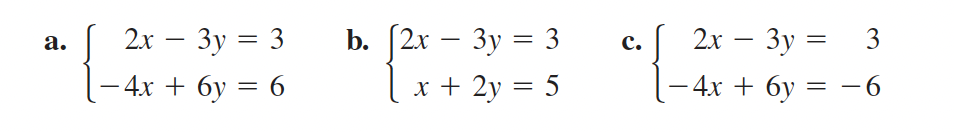 a. 2x − 3y = 3 b. 2x − 3y = 3 c. 2x − 3y = 3
−4x + 6y = 6 x + 2y = 5 −4x + 6y = −6